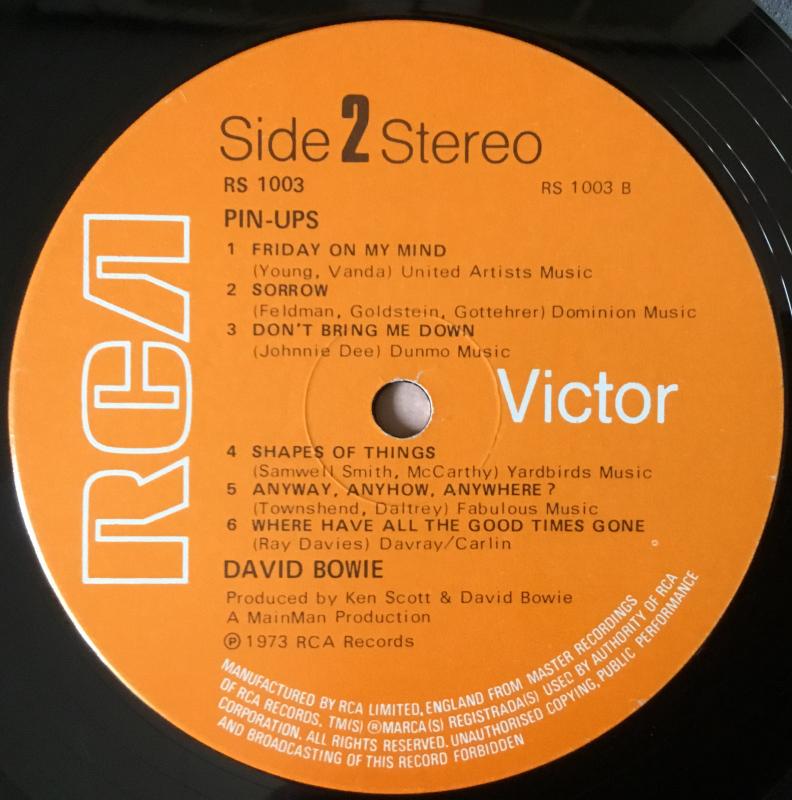 Side 2 Stereo
RS 1003
RS 1003 B
PIN-UPS
1 FRIDAY ON MY MIND
(Young, Vanda) United Artists Music
2 SORROW
(Feldman, Goldstein, Gottehrer) Dominion Music
3 DON'T BRING ME DOWN
(Johnnie Dee) Dunmo Music
RCA
Victor
4 SHAPES OF THINGS
(Samwell Smith, McCarthy) Yardbirds Music
5 ANYWAY, ANYHOW, ANYWHERE?
(Townshend, Daltrey) Fabulous Music
6 WHERE HAVE ALL THE GOOD TIMES GONE
(Ray Davies) Davray/Carlin
DAVID BOWIE
Produced by Ken Scott & David Bowie
A MainMan Production
℗ 1973 RCA Records
MANUFACTURED BY RCA LIMITED, ENGLAND FROM MASTER RECORDINGS
OF RCA RECORDS, TM(S) ® MARCA(S) REGISTRADA(S) USED BY AUTHORITY OF RCA
CORPORATION. ALL RIGHTS RESERVED. UNAUTHORISED COPYING, PUBLIC PERFORMANCE
AND BROADCASTING OF THIS RECORD FORBIDDEN